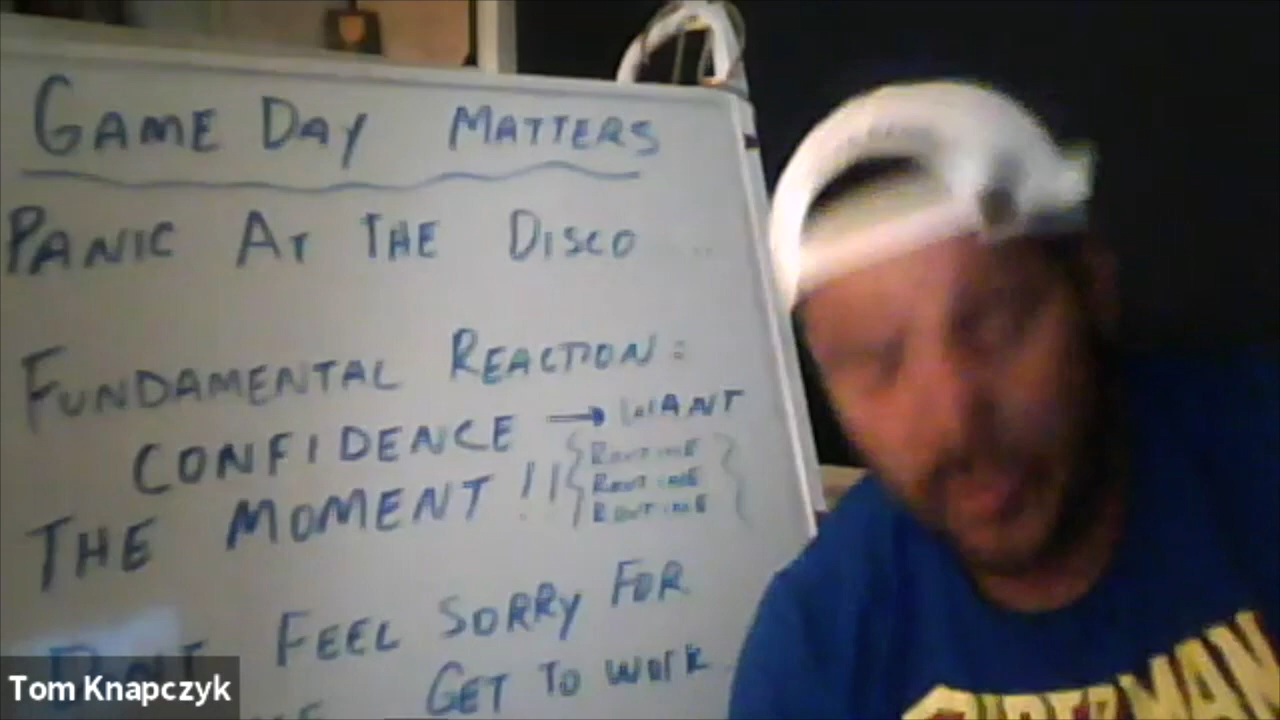 GAME DAY MATTERS
PANIC AT THE DISCO
FUNDAMENTAL REACTION:
CONFIDENCE → WANT
THE MOMENT !! { ROUTINE
ROUTINE
ROUTINE }
FEEL SORRY FOR
GET TO WORK
Tom Knapczyk